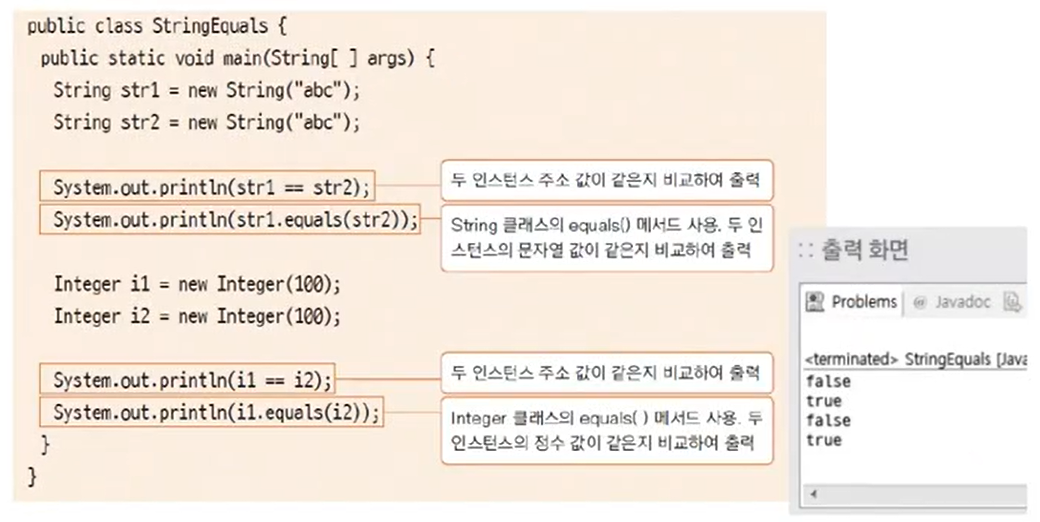 public class StringEquals {
public static void main(String[ ] args) {
String str1 = new String("abc");
String str2 = new String("abc");
System.out.println(str1 == str2);
두 인스턴스 주소 값이 같은지 비교하여 출력
System.out.println(str1.equals(str2));
String 클래스의 equals() 메서드 사용. 두 인
스턴스의 문자열 값이 같은지 비교하여 출력
Integer i1 = new Integer(100);
Integer i2 = new Integer(100);
System.out.println(i1 == i2);
두 인스턴스 주소 값이 같은지 비교하여 출력
System.out.println(i1.equals(i2));
Integer 클래스의 equals( ) 메서드 사용. 두
인스턴스의 정수 값이 같은지 비교하여 출력
}
}
:: 출력 화면
Problems @ Javadoc
<terminated> StringEquals [Java
false
true
false
true